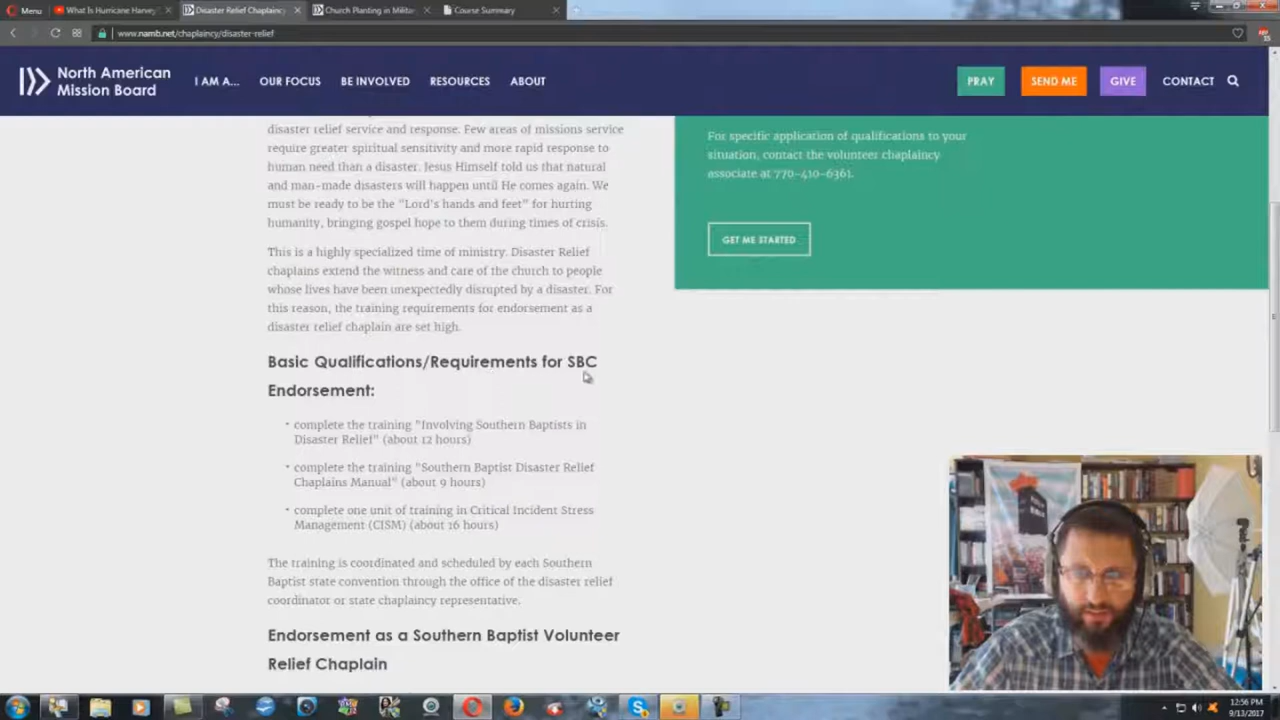 Menu
What Is Hurricane Harvey
Disaster Relief Chaplaincy
Church Planting in Militar
Course Summary
www.namb.net/chaplaincy/disaster-relief
North American
Mission Board
I AM A...
OUR FOCUS
BE INVOLVED
RESOURCES
ABOUT
PRAY
SEND ME
GIVE
CONTACT
disaster relief service and response. Few areas of missions service
require greater spiritual sensitivity and more rapid response to
human need than a disaster. Jesus Himself told us that natural
and man-made disasters will happen until He comes again. We
must be ready to be the "Lord's hands and feet" for hurting
humanity, bringing gospel hope to them during times of crisis.
This is a highly specialized time of ministry. Disaster Relief
chaplains extend the witness and care of the church to people
whose lives have been unexpectedly disrupted by a disaster. For
this reason, the training requirements for endorsement as a
disaster relief chaplain are set high.
Basic Qualifications/Requirements for SBC
Endorsement:
• complete the training "Involving Southern Baptists in
Disaster Relief" (about 12 hours)
• complete the training "Southern Baptist Disaster Relief
Chaplains Manual" (about 9 hours)
• complete one unit of training in Critical Incident Stress
Management (CISM) (about 16 hours)
The training is coordinated and scheduled by each Southern
Baptist state convention through the office of the disaster relief
coordinator or state chaplaincy representative.
Endorsement as a Southern Baptist Volunteer
Relief Chaplain
For specific application of qualifications to your
situation, contact the volunteer chaplaincy
associate at 770-410-6361.
GET ME STARTED
12:56 PM
9/13/2017